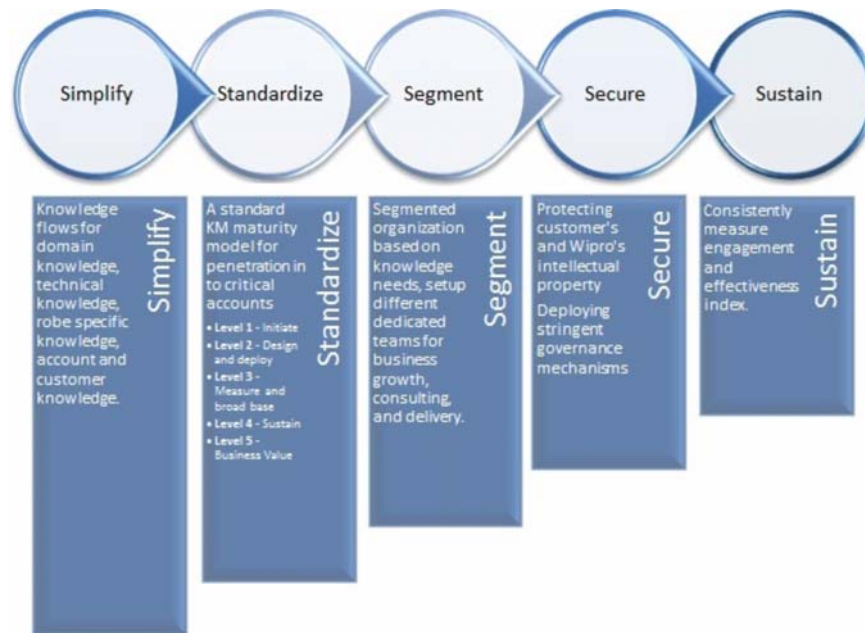 Simplify
Standardize
Segment
Secure
Sustain
Knowledge
flows for
domain
knowledge,
technical
knowledge,
robe specific
knowledge,
account and
customer
knowledge.
Simplify
A standard
KM maturity
model for
penetration in
to critical
accounts
• Level 1 - Initiate
• Level 2 - Design
and deploy
• Level 3 -
Measure and
broad base
• Level 4 - Sustain
• Level 5 -
Business Value
Standardize
Segmented
organization
based on
knowledge
needs, setup
different
dedicated
teams for
business
growth,
consulting,
and delivery.
Segment
Protecting
customer's
and Wipro's
intellectual
property
Deploying
stringent
governance
mechanisms
Secure
Consistently
measure
engagement
and
effectiveness
index.
Sustain